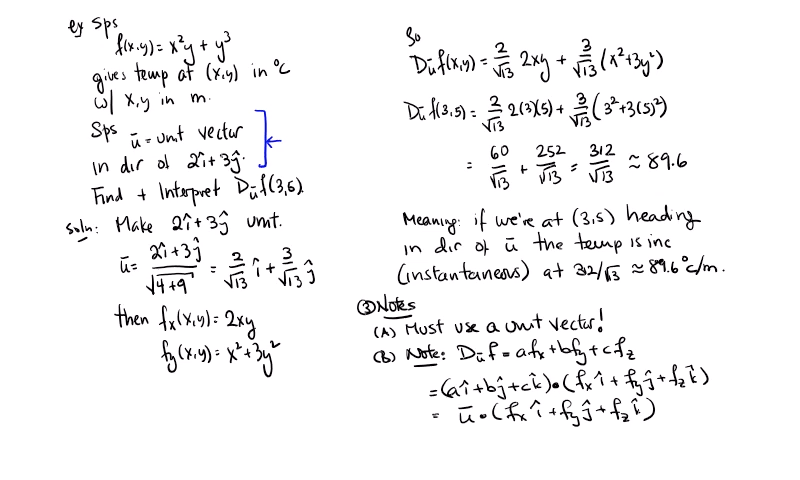 ex Sps
f(x,y) = x²y + y³
gives temp at (x,y) in °C
w/ x,y in m.
Sps ū = unit vector
in dir of 2î+3ĵ.
Find + Interpret Dūf(3,5).
soln: Make 2î+3ĵ unit.
ū = (2î+3ĵ)/√(4+9) = 2/√13 î + 3/√13 ĵ
then fx(x,y) = 2xy
fy(x,y) = x²+3y²
So
Dūf(x,y) = 2/√13 2xy + 3/√13 (x²+3y²)
Dūf(3,5) = 2/√13 2(3)(5) + 3/√13 (3²+3(5)²)
= 60/√13 + 252/√13 = 312/√13 ≈ 89.6
Meaning: if we're at (3,5) heading
in dir of ū the temp is inc
(instantaneous) at 312/√13 ≈ 89.6°C/m.
③ Notes
(A) Must use a unit vector!
(B) Note: Dūf = afx+bfy+cfz
= (aî+bĵ+ck̂)•(fx î + fy ĵ + fz k̂)
= ū•(fx î + fy ĵ + fz k̂)